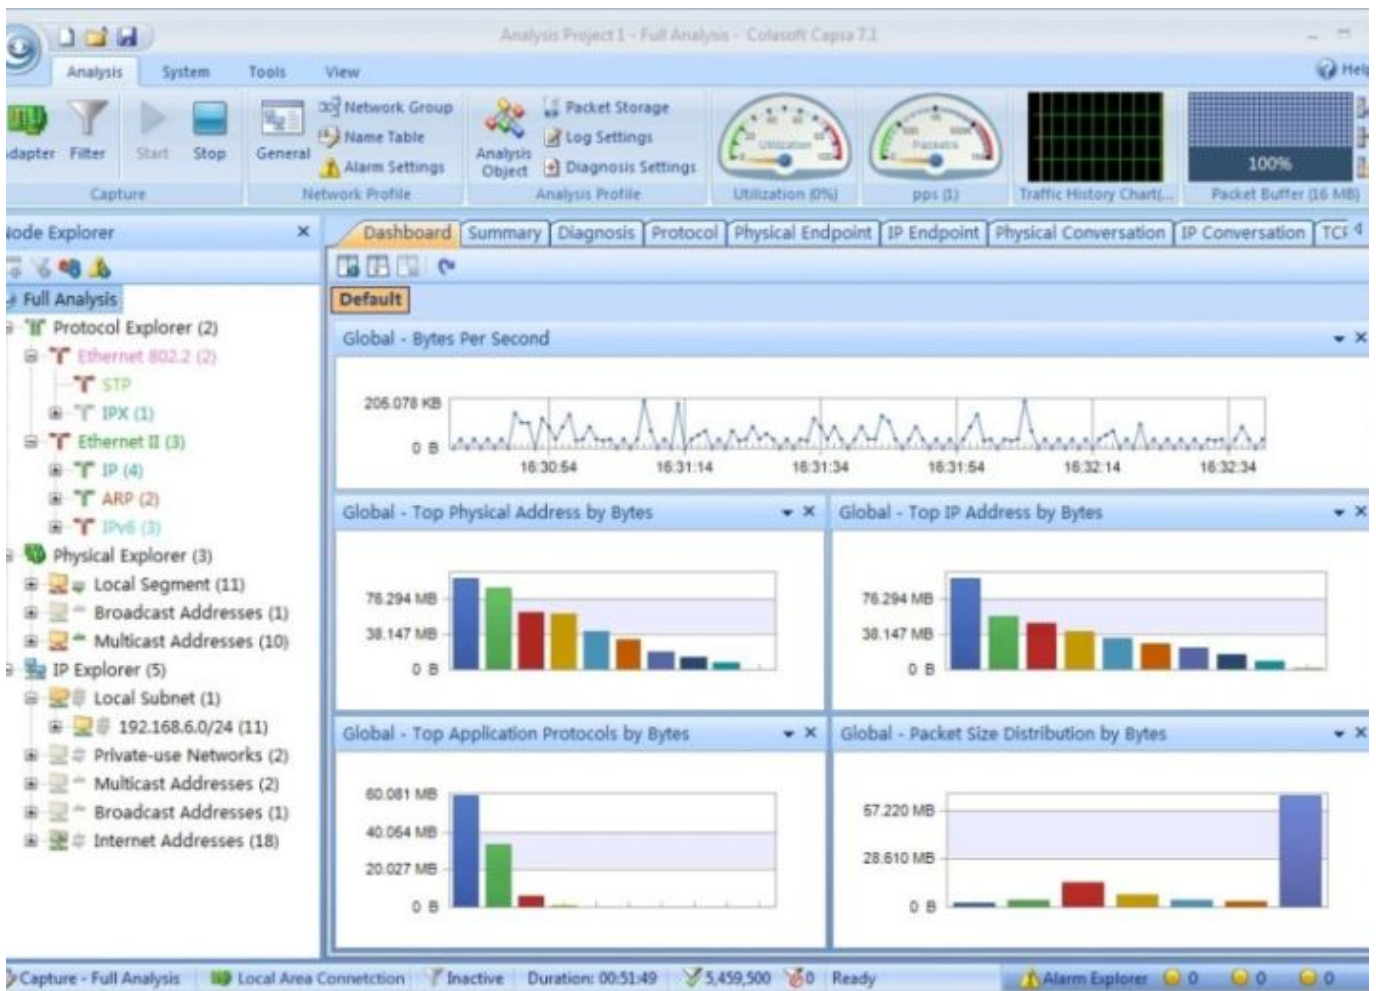 Analysis Project 1 - Full Analysis - Colasoft Capsa 7.1
Analysis System Tools View Help
Adapter Filter Start Stop
Capture
General
Network Group
Name Table
Alarm Settings
Network Profile
Analysis Object
Packet Storage
Log Settings
Diagnosis Settings
Analysis Profile
Utilization
Utilization (0%)
Packets
pps (1)
Traffic History Chart(...
100%
Packet Buffer (16 MB)
Node Explorer
Full Analysis
Protocol Explorer (2)
Ethernet 802.2 (2)
STP
IPX (1)
Ethernet II (3)
IP (4)
ARP (2)
IPv6 (3)
Physical Explorer (3)
Local Segment (11)
Broadcast Addresses (1)
Multicast Addresses (10)
IP Explorer (5)
Local Subnet (1)
192.168.6.0/24 (11)
Private-use Networks (2)
Multicast Addresses (2)
Broadcast Addresses (1)
Internet Addresses (18)
Dashboard Summary Diagnosis Protocol Physical Endpoint IP Endpoint Physical Conversation IP Conversation TCP
Default
Global - Bytes Per Second
206.078 KB
0 B
16:30:54 16:31:14 16:31:34 16:31:54 16:32:14 16:32:34
Global - Top Physical Address by Bytes
76.294 MB
38.147 MB
0 B
Global - Top IP Address by Bytes
76.294 MB
38.147 MB
0 B
Global - Top Application Protocols by Bytes
60.081 MB
40.054 MB
20.027 MB
0 B
Global - Packet Size Distribution by Bytes
57.220 MB
28.610 MB
0 B
Capture - Full Analysis Local Area Connetction Inactive Duration: 00:51:49 5,459,500 0 Ready Alarm Explorer 0 0 0